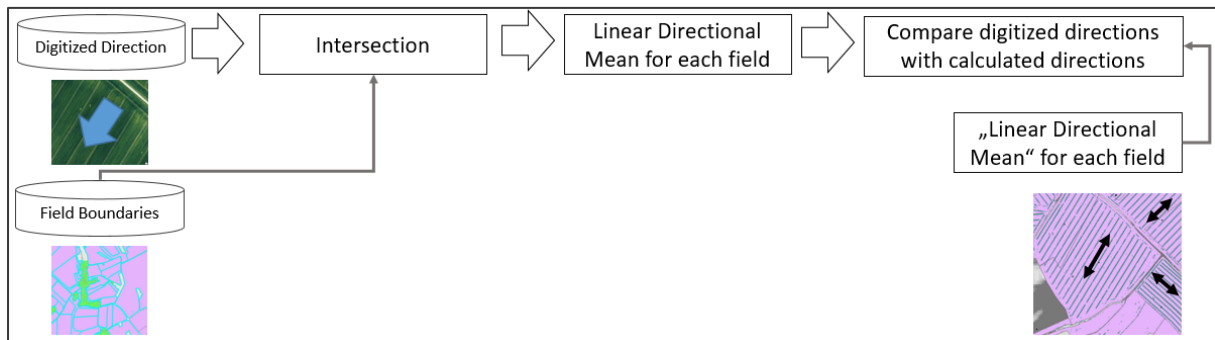 Digitized Direction
Intersection
Linear Directional
Mean for each field
Compare digitized directions
with calculated directions
„Linear Directional
Mean“ for each field
Field Boundaries